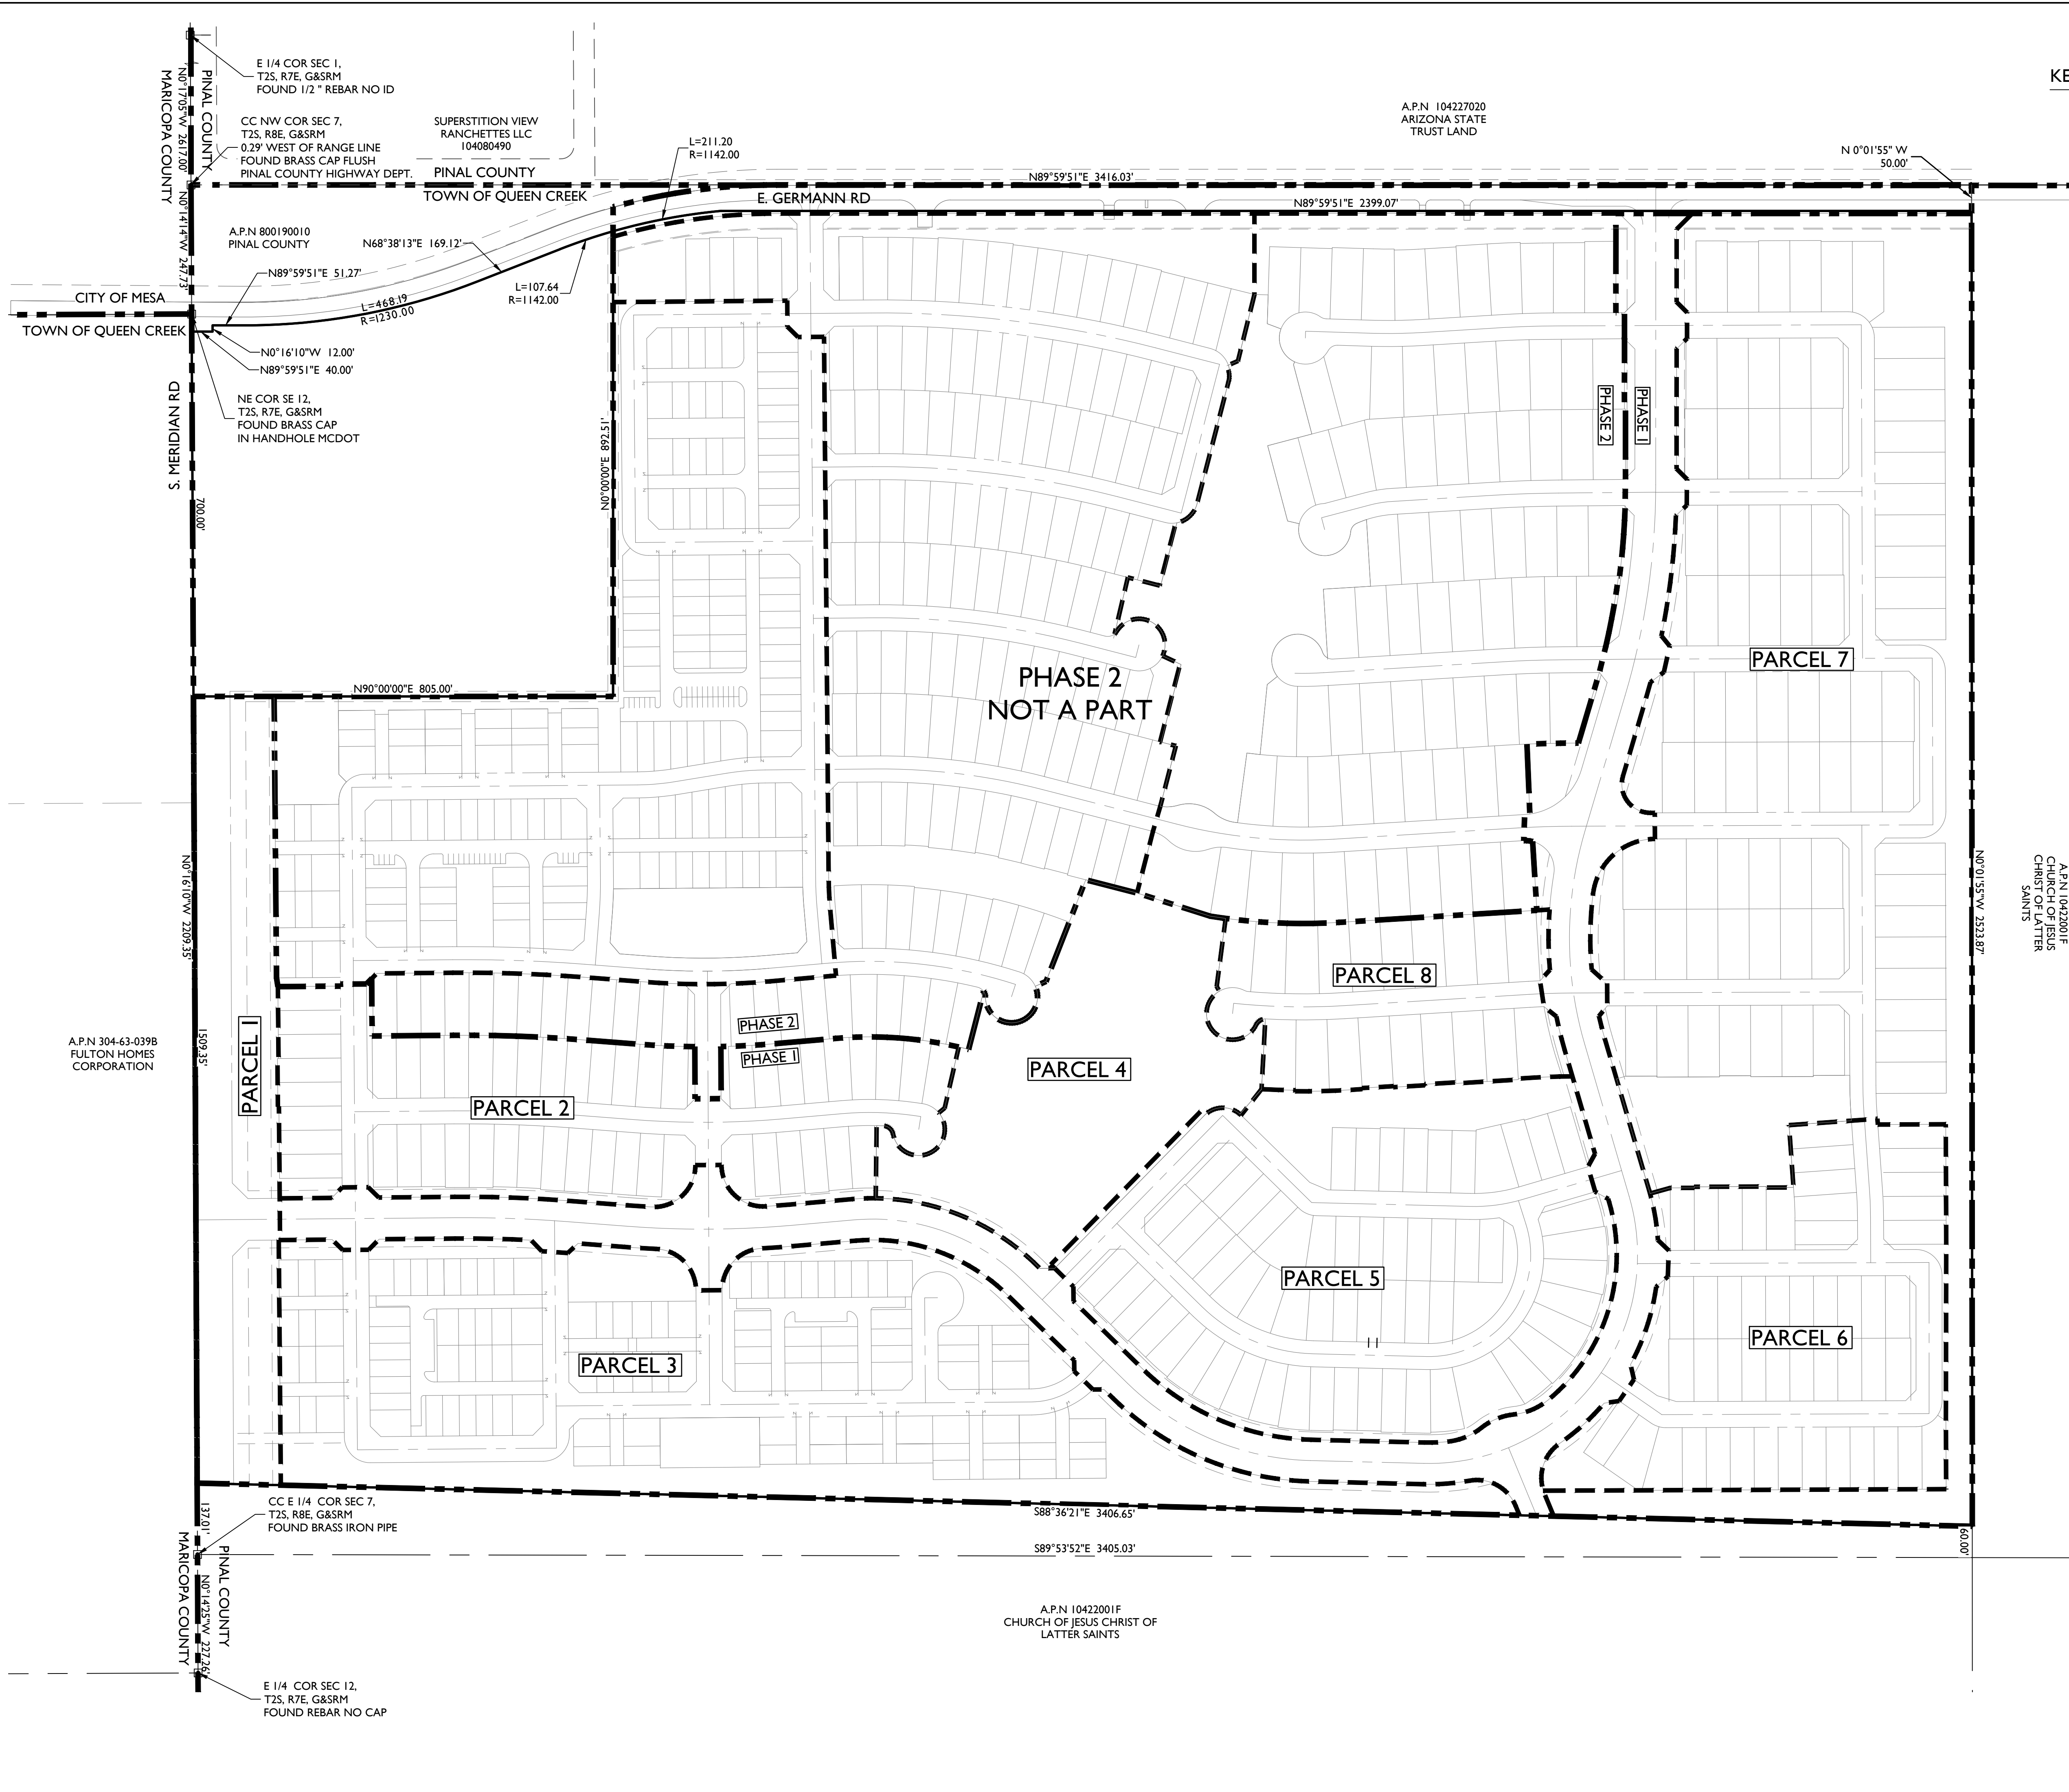 KE
E 1/4 COR SEC 1,
T2S, R7E, G&SRM
FOUND 1/2 " REBAR NO ID
PINAL COUNTY
MARICOPA COUNTY
N0°17'05"W 2617.00'
CC NW COR SEC 7,
T2S, R8E, G&SRM
0.29' WEST OF RANGE LINE
FOUND BRASS CAP FLUSH
PINAL COUNTY HIGHWAY DEPT.
SUPERSTITION VIEW
RANCHETTES LLC
104080490
PINAL COUNTY
TOWN OF QUEEN CREEK
L=211.20
R=1142.00
A.P.N 104227020
ARIZONA STATE
TRUST LAND
N 0°01'55" W
50.00'
N89°59'51"E 3416.03'
E. GERMANN RD
N89°59'51"E 2399.07'
N0°14'14"W 247.73'
A.P.N 800190010
PINAL COUNTY
N68°38'13"E 169.12'
N89°59'51"E 51.27'
L=107.64
R=1142.00
L=468.19
R=1230.00
CITY OF MESA
TOWN OF QUEEN CREEK
N0°16'10"W 12.00'
N89°59'51"E 40.00'
NE COR SE 12,
T2S, R7E, G&SRM
FOUND BRASS CAP
IN HANDHOLE MCDOT
S. MERIDIAN RD
700.00'
N0°00'00"E 892.51'
PHASE 2
PHASE 1
N90°00'00"E 805.00'
PHASE 2
NOT A PART
PARCEL 7
N0°16'10"W 2209.35'
N0°01'55"W 2523.87'
A.P.N 10422001F
CHURCH OF JESUS
CHRIST OF LATTER
SAINTS
PARCEL 8
PHASE 2
PHASE 1
A.P.N 304-63-039B
FULTON HOMES
CORPORATION
1509.35'
PARCEL 1
PARCEL 4
PARCEL 2
PARCEL 5
PARCEL 6
PARCEL 3
137.01'
CC E 1/4 COR SEC 7,
T2S, R8E, G&SRM
FOUND BRASS IRON PIPE
S88°36'21"E 3406.65'
60.00'
S89°53'52"E 3405.03'
PINAL COUNTY
MARICOPA COUNTY
N0°14'25"W 227.26'
A.P.N 10422001F
CHURCH OF JESUS CHRIST OF
LATTER SAINTS
E 1/4 COR SEC 12,
T2S, R7E, G&SRM
FOUND REBAR NO CAP